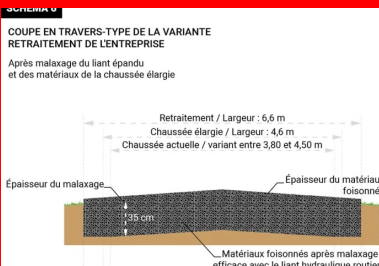 SCHÉMA 6
COUPE EN TRAVERS-TYPE DE LA VARIANTE
RETRAITEMENT DE L'ENTREPRISE
Après malaxage du liant épandu
et des matériaux de la chaussée élargie
Retraitement / Largeur : 6,6 m
Chaussée élargie / Largeur : 4,6 m
Chaussée actuelle / variant entre 3,80 et 4,50 m
Épaisseur du malaxage
Épaisseur du matériau
foisonné
35 cm
Matériaux foisonnés après malaxage
efficace avec le liant hydraulique routier